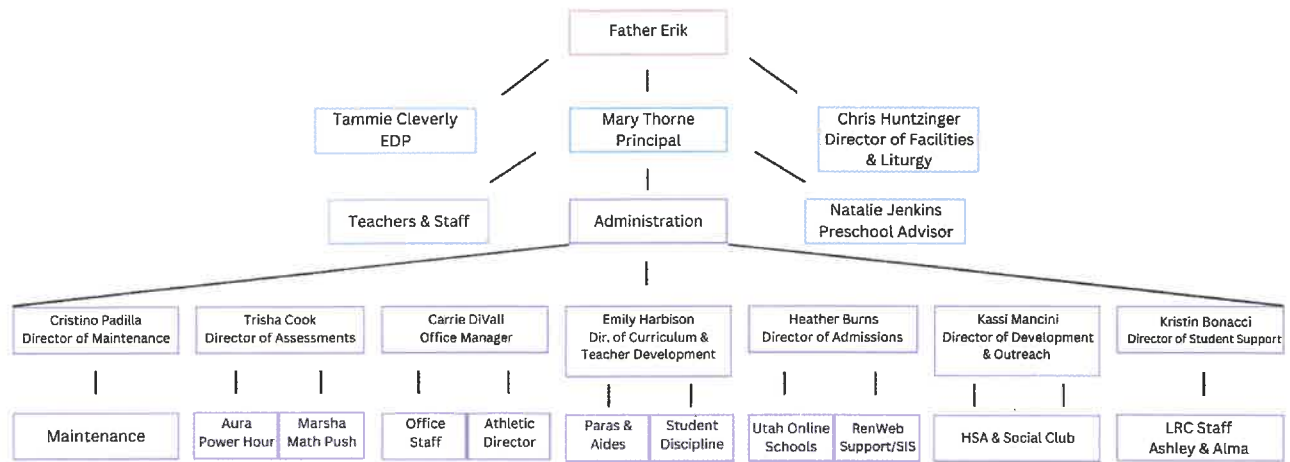 Father Erik
Tammie Cleverly
EDP
Mary Thorne
Principal
Chris Huntzinger
Director of Facilities
& Liturgy
Teachers & Staff
Administration
Natalie Jenkins
Preschool Advisor
Cristino Padilla
Director of Maintenance
Trisha Cook
Director of Assessments
Carrie DiVall
Office Manager
Emily Harbison
Dir. of Curriculum &
Teacher Development
Heather Burns
Director of Admissions
Kassi Mancini
Director of Development
& Outreach
Kristin Bonacci
Director of Student Support
Maintenance
Aura
Power Hour
Marsha
Math Push
Office
Staff
Athletic
Director
Paras &
Aides
Student
Discipline
Utah Online
Schools
RenWeb
Support/SIS
HSA & Social Club
LRC Staff
Ashley & Alma